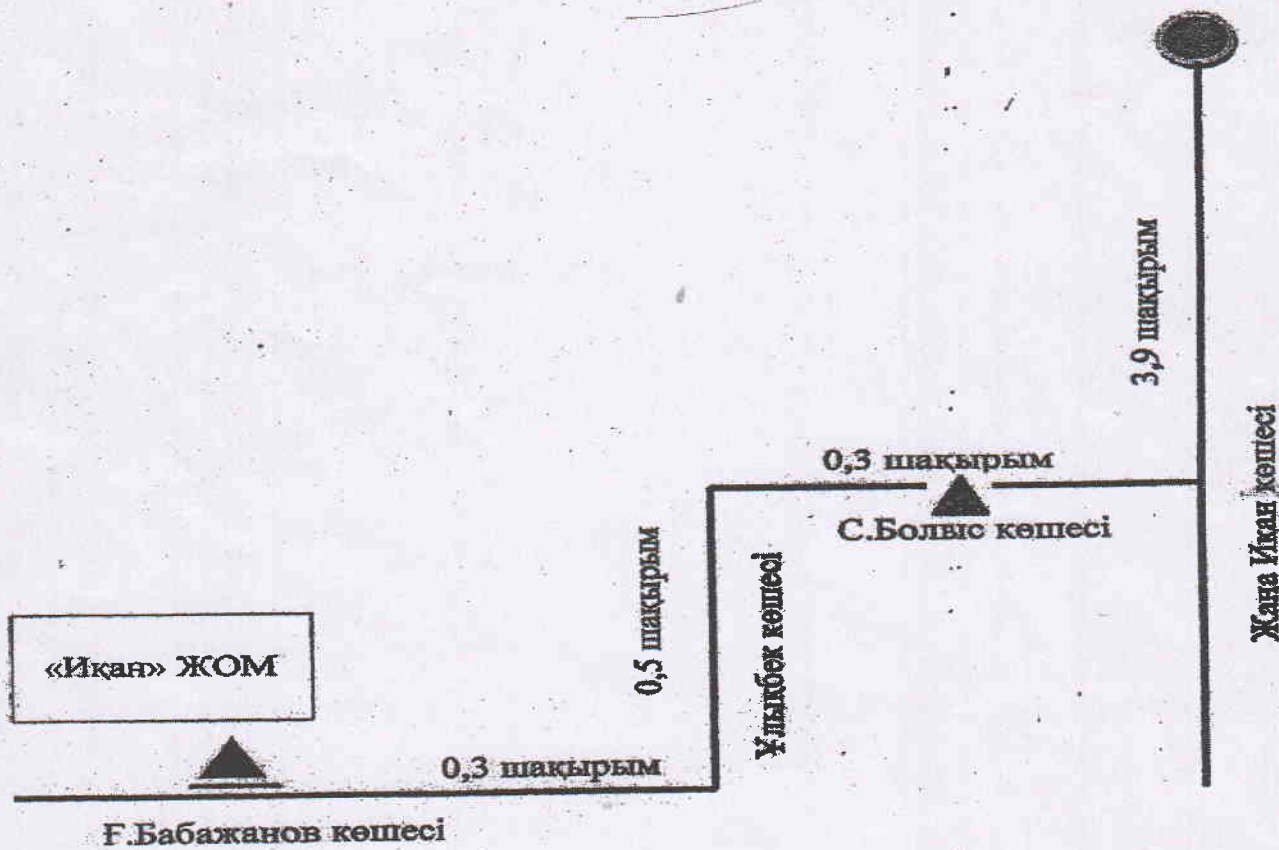 3,9 шақырым
Жаңа Иқан көшесі
0,3 шақырым
С.Болвіс көшесі
0,5 шақырым
Ұлықбек көшесі
«Иқан» ЖОМ
0,3 шақырым
Ғ.Бабажанов көшесі